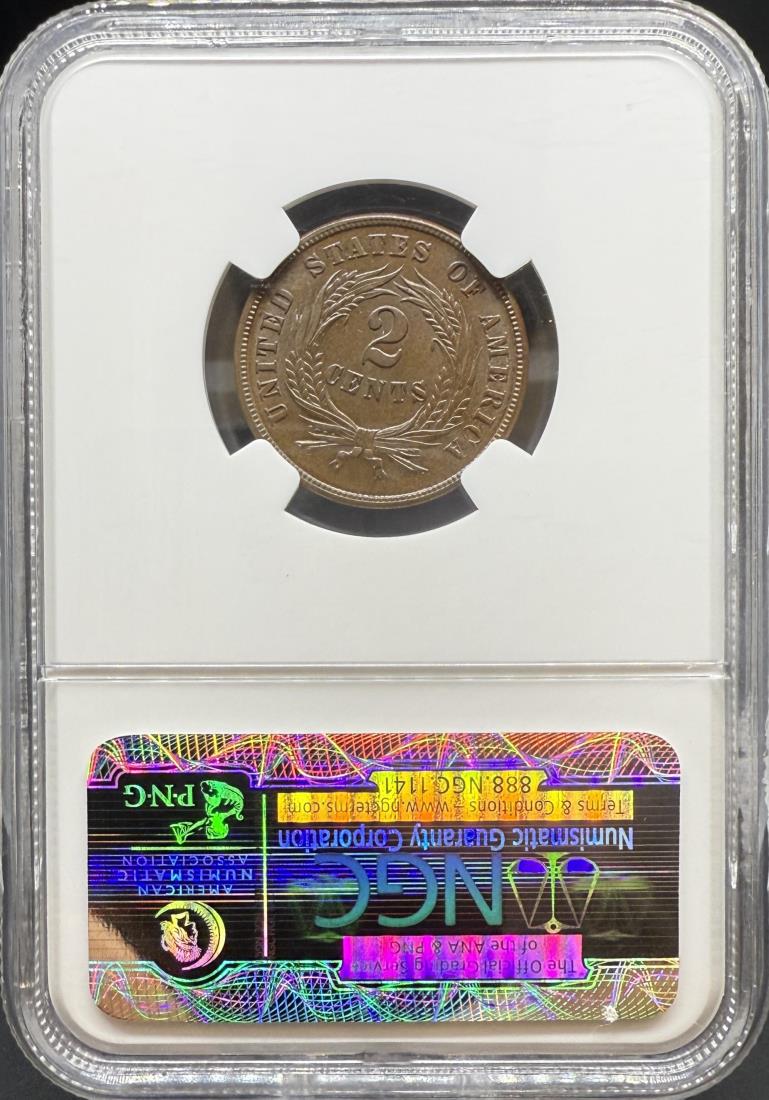 UNITED STATES OF AMERICA
2
CENTS
The Official Grading Service
of the ANA & PNG
NGC
Numismatic Guaranty Corporation
Terms & Conditions – www.ngcterms.com
888.NGC.1141
AMERICAN
NUMISMATIC
ASSOCIATION
P·N·G